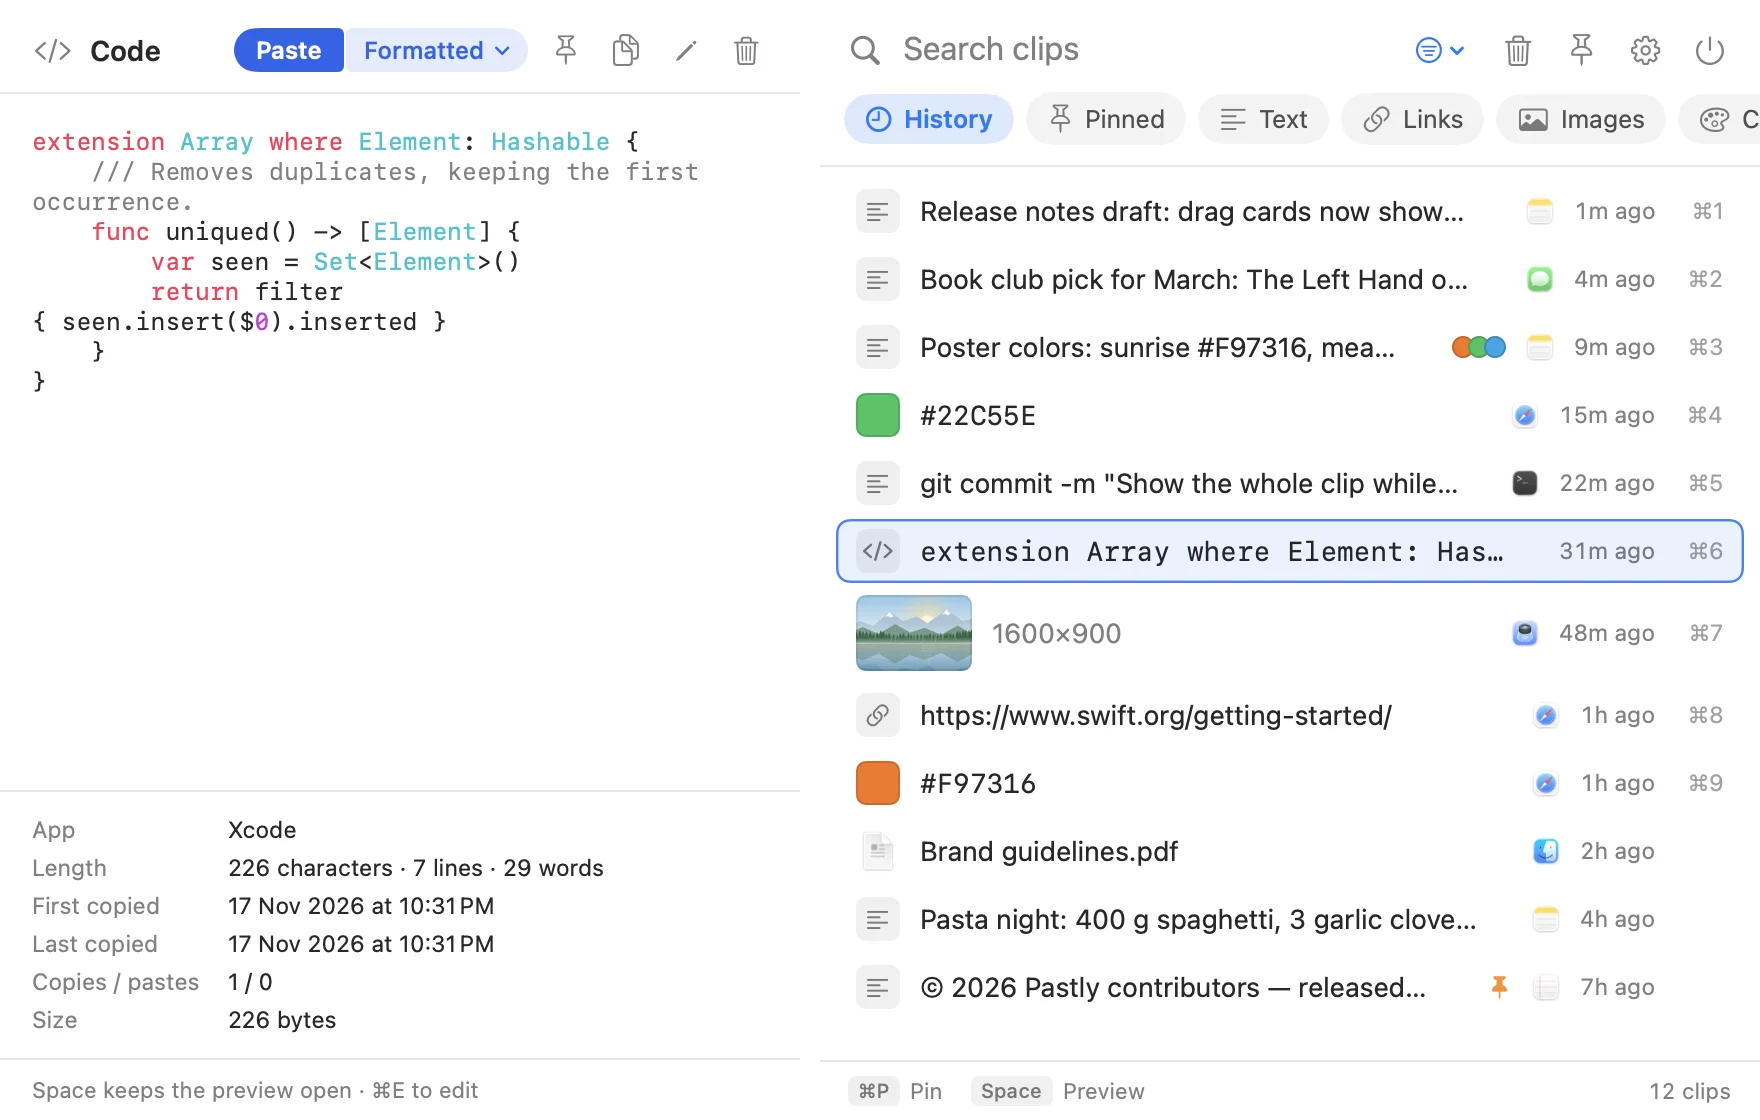 Code
Paste
Formatted
extension Array where Element: Hashable {
/// Removes duplicates, keeping the first
occurrence.
func uniqued() -> [Element] {
var seen = Set<Element>()
return filter
{ seen.insert($0).inserted }
}
}
App Xcode
Length 226 characters · 7 lines · 29 words
First copied 17 Nov 2026 at 10:31 PM
Last copied 17 Nov 2026 at 10:31 PM
Copies / pastes 1 / 0
Size 226 bytes
Space keeps the preview open · ⌘E to edit
Search clips
History Pinned Text Links Images C
Release notes draft: drag cards now show... 1m ago ⌘1
Book club pick for March: The Left Hand o... 4m ago ⌘2
Poster colors: sunrise #F97316, mea... 9m ago ⌘3
#22C55E 15m ago ⌘4
git commit -m "Show the whole clip while... 22m ago ⌘5
extension Array where Element: Has... 31m ago ⌘6
1600×900 48m ago ⌘7
https://www.swift.org/getting-started/ 1h ago ⌘8
#F97316 1h ago ⌘9
Brand guidelines.pdf 2h ago
Pasta night: 400 g spaghetti, 3 garlic clove... 4h ago
© 2026 Pastly contributors — released... 7h ago
⌘P Pin Space Preview 12 clips